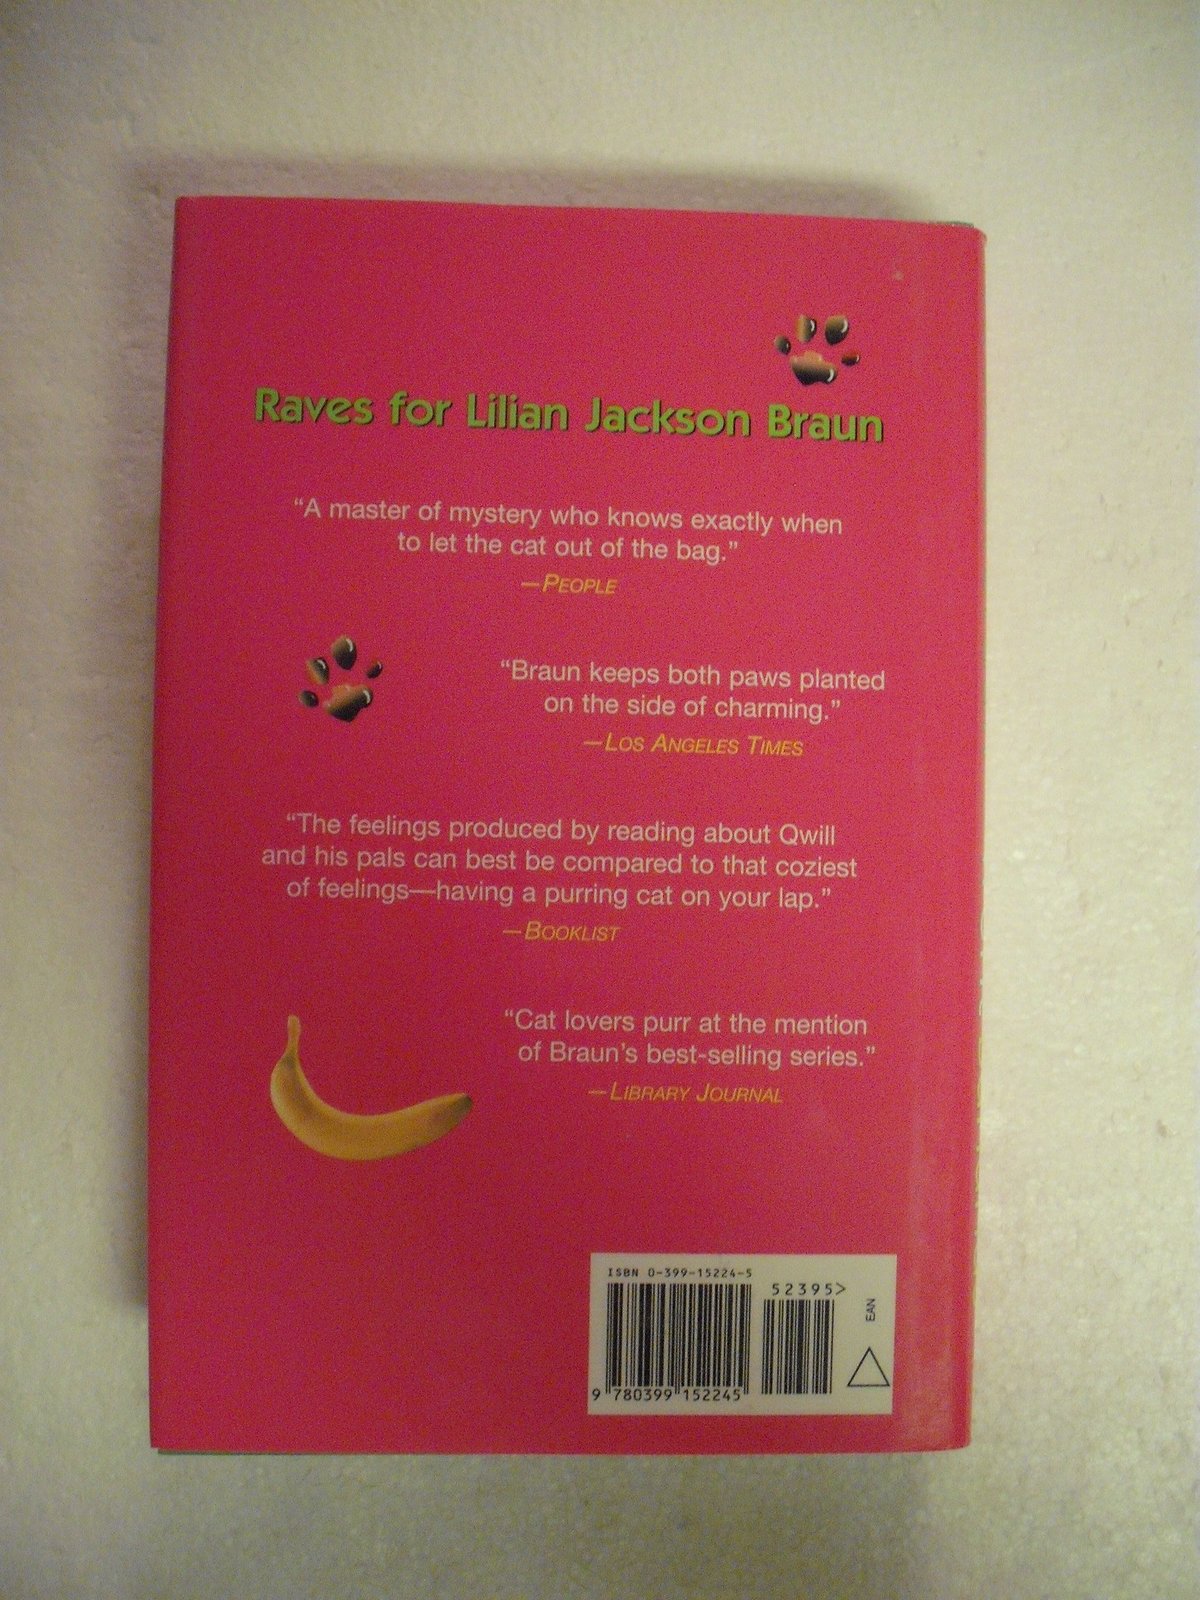 Raves for Lilian Jackson Braun
“A master of mystery who knows exactly when
to let the cat out of the bag.”
—PEOPLE
“Braun keeps both paws planted
on the side of charming.”
—LOS ANGELES TIMES
“The feelings produced by reading about Qwill
and his pals can best be compared to that coziest
of feelings—having a purring cat on your lap.”
—BOOKLIST
“Cat lovers purr at the mention
of Braun’s best-selling series.”
—LIBRARY JOURNAL
ISBN 0-399-15224-5
52395>
EAN
9 780399 152245